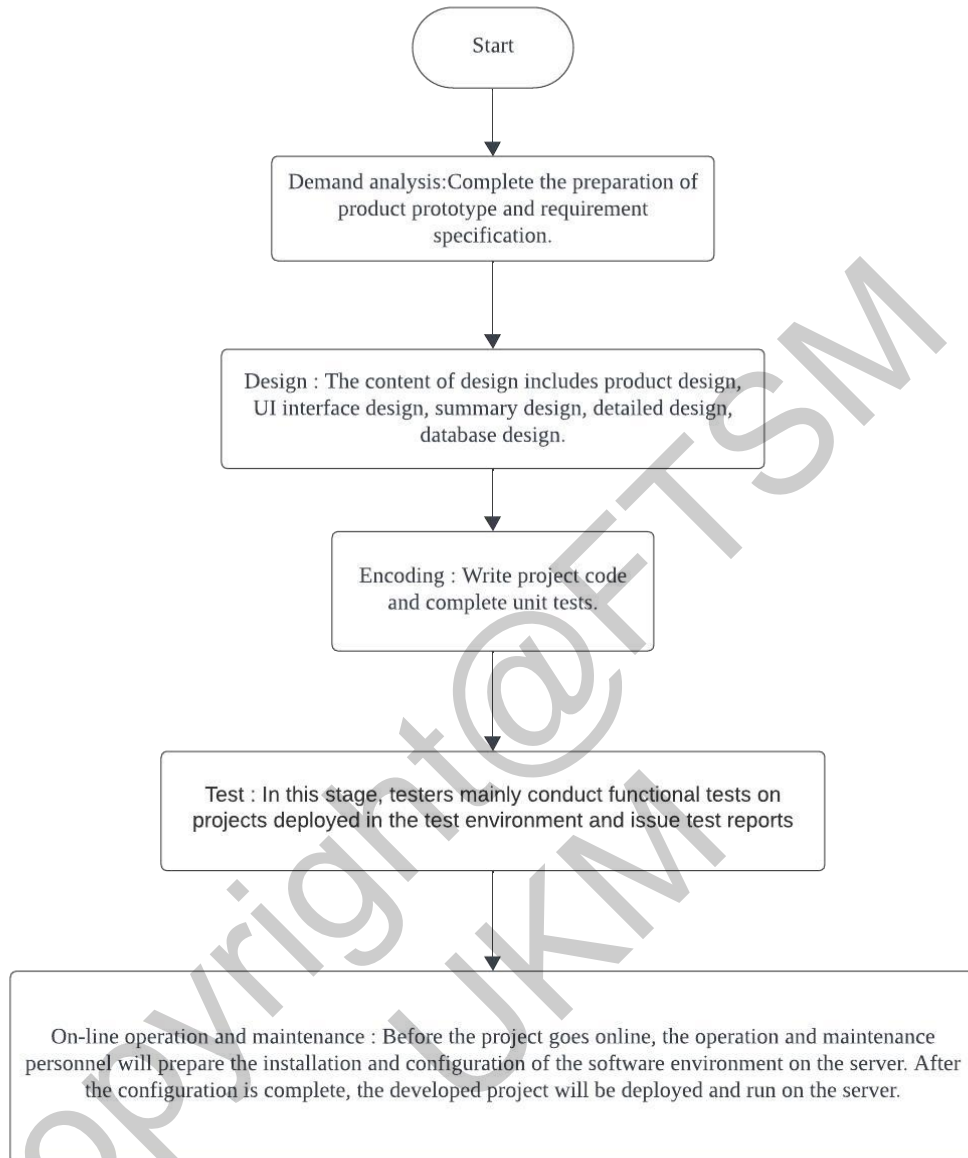 Start
Demand analysis:Complete the preparation of
product prototype and requirement
specification.
Design : The content of design includes product design,
UI interface design, summary design, detailed design,
database design.
Encoding : Write project code
and complete unit tests.
Test : In this stage, testers mainly conduct functional tests on
projects deployed in the test environment and issue test reports
On-line operation and maintenance : Before the project goes online, the operation and maintenance
personnel will prepare the installation and configuration of the software environment on the server. After
the configuration is complete, the developed project will be deployed and run on the server.
opyright@FTSM
UKM